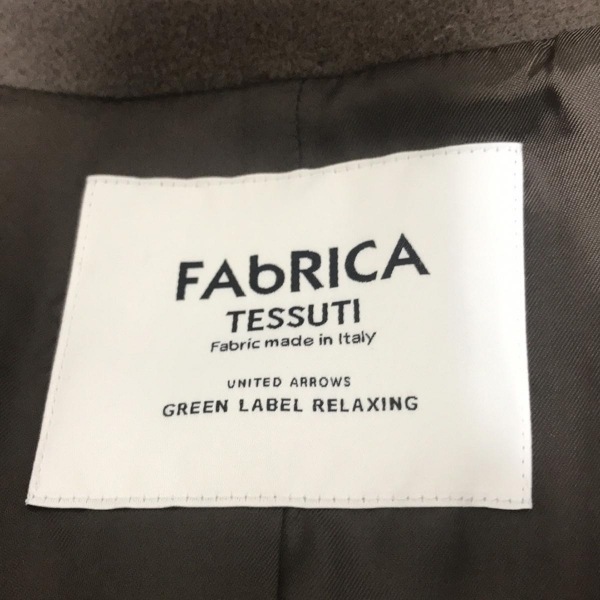 FAbRICA
TESSUTI
Fabric made in Italy
UNITED ARROWS
GREEN LABEL RELAXING